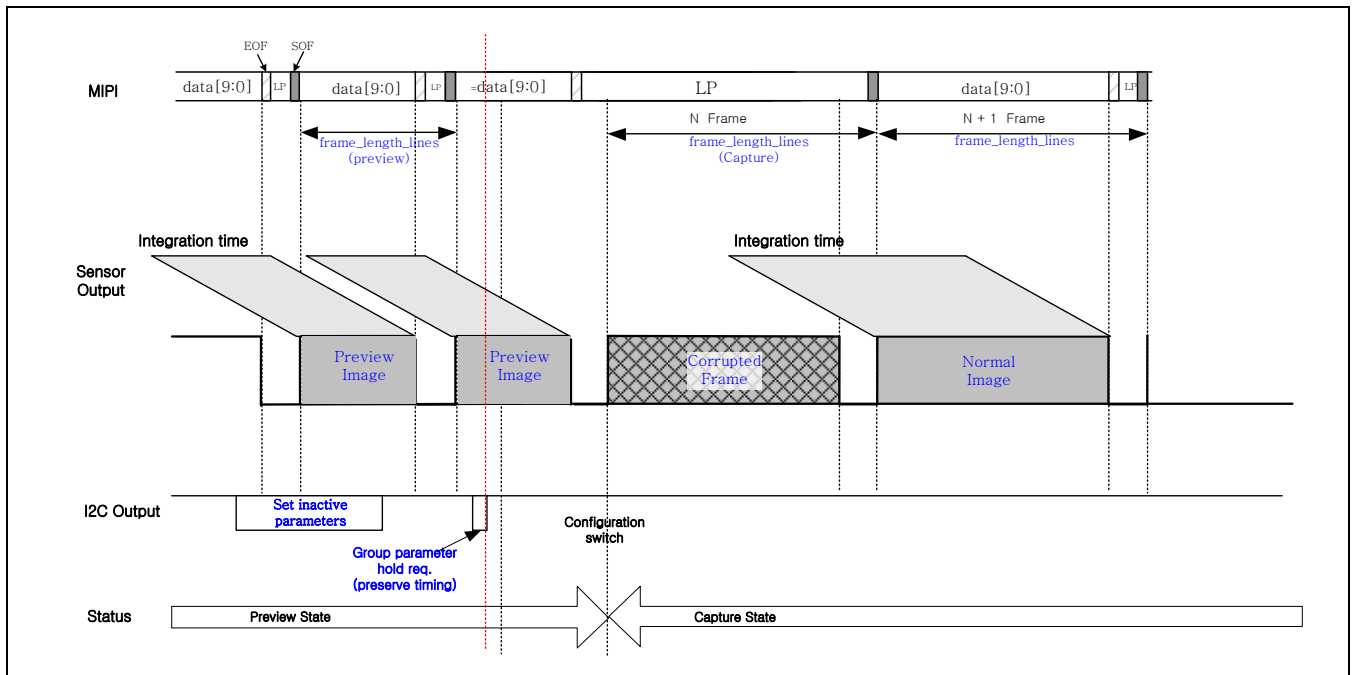 EOF SOF
MIPI
data[9:0] LP data[9:0] LP =data[9:0] LP data[9:0] LP
N Frame
N + 1 Frame
frame_length_lines
(preview)
frame_length_lines
(Capture)
frame_length_lines
Integration time
Integration time
Sensor
Output
Preview
Image
Preview
Image
Corrupted
Frame
Normal
Image
I2C Output
Set inactive
parameters
Configuration
switch
Group parameter
hold req.
(preserve timing)
Status
Preview State
Capture State